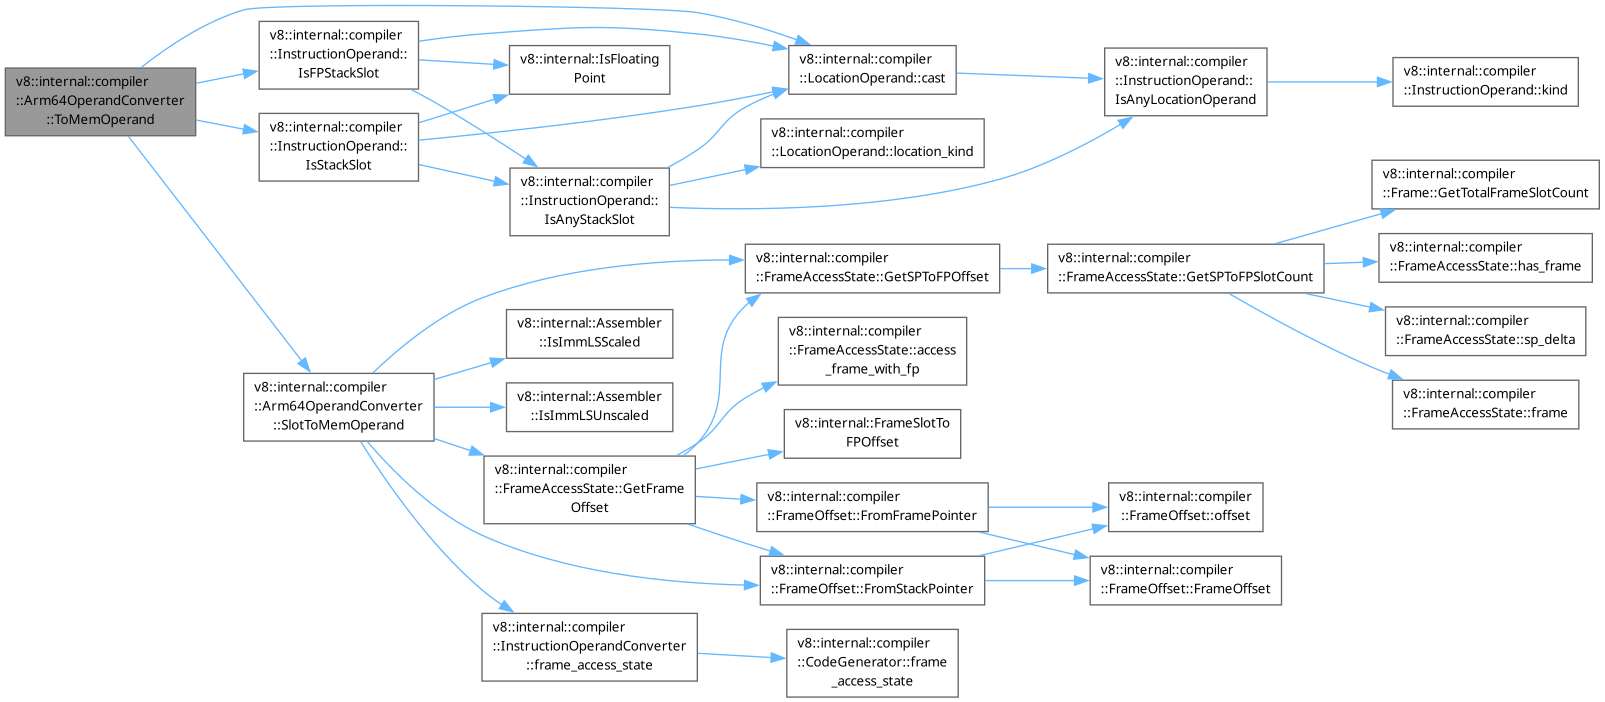 v8::internal::compiler
::Arm64OperandConverter
::ToMemOperand
v8::internal::compiler
::InstructionOperand::
IsFPStackSlot
v8::internal::compiler
::InstructionOperand::
IsStackSlot
v8::internal::IsFloating
Point
v8::internal::compiler
::InstructionOperand::
IsAnyStackSlot
v8::internal::compiler
::LocationOperand::cast
v8::internal::compiler
::LocationOperand::location_kind
v8::internal::compiler
::InstructionOperand::
IsAnyLocationOperand
v8::internal::compiler
::InstructionOperand::kind
v8::internal::compiler
::Arm64OperandConverter
::SlotToMemOperand
v8::internal::Assembler
::IsImmLSScaled
v8::internal::Assembler
::IsImmLSUnscaled
v8::internal::compiler
::FrameAccessState::GetFrame
Offset
v8::internal::compiler
::InstructionOperandConverter
::frame_access_state
v8::internal::compiler
::FrameAccessState::GetSPToFPOffset
v8::internal::compiler
::FrameAccessState::access
_frame_with_fp
v8::internal::FrameSlotTo
FPOffset
v8::internal::compiler
::FrameOffset::FromFramePointer
v8::internal::compiler
::FrameOffset::FromStackPointer
v8::internal::compiler
::CodeGenerator::frame
_access_state
v8::internal::compiler
::FrameAccessState::GetSPToFPSlotCount
v8::internal::compiler
::FrameOffset::offset
v8::internal::compiler
::FrameOffset::FrameOffset
v8::internal::compiler
::Frame::GetTotalFrameSlotCount
v8::internal::compiler
::FrameAccessState::has_frame
v8::internal::compiler
::FrameAccessState::sp_delta
v8::internal::compiler
::FrameAccessState::frame